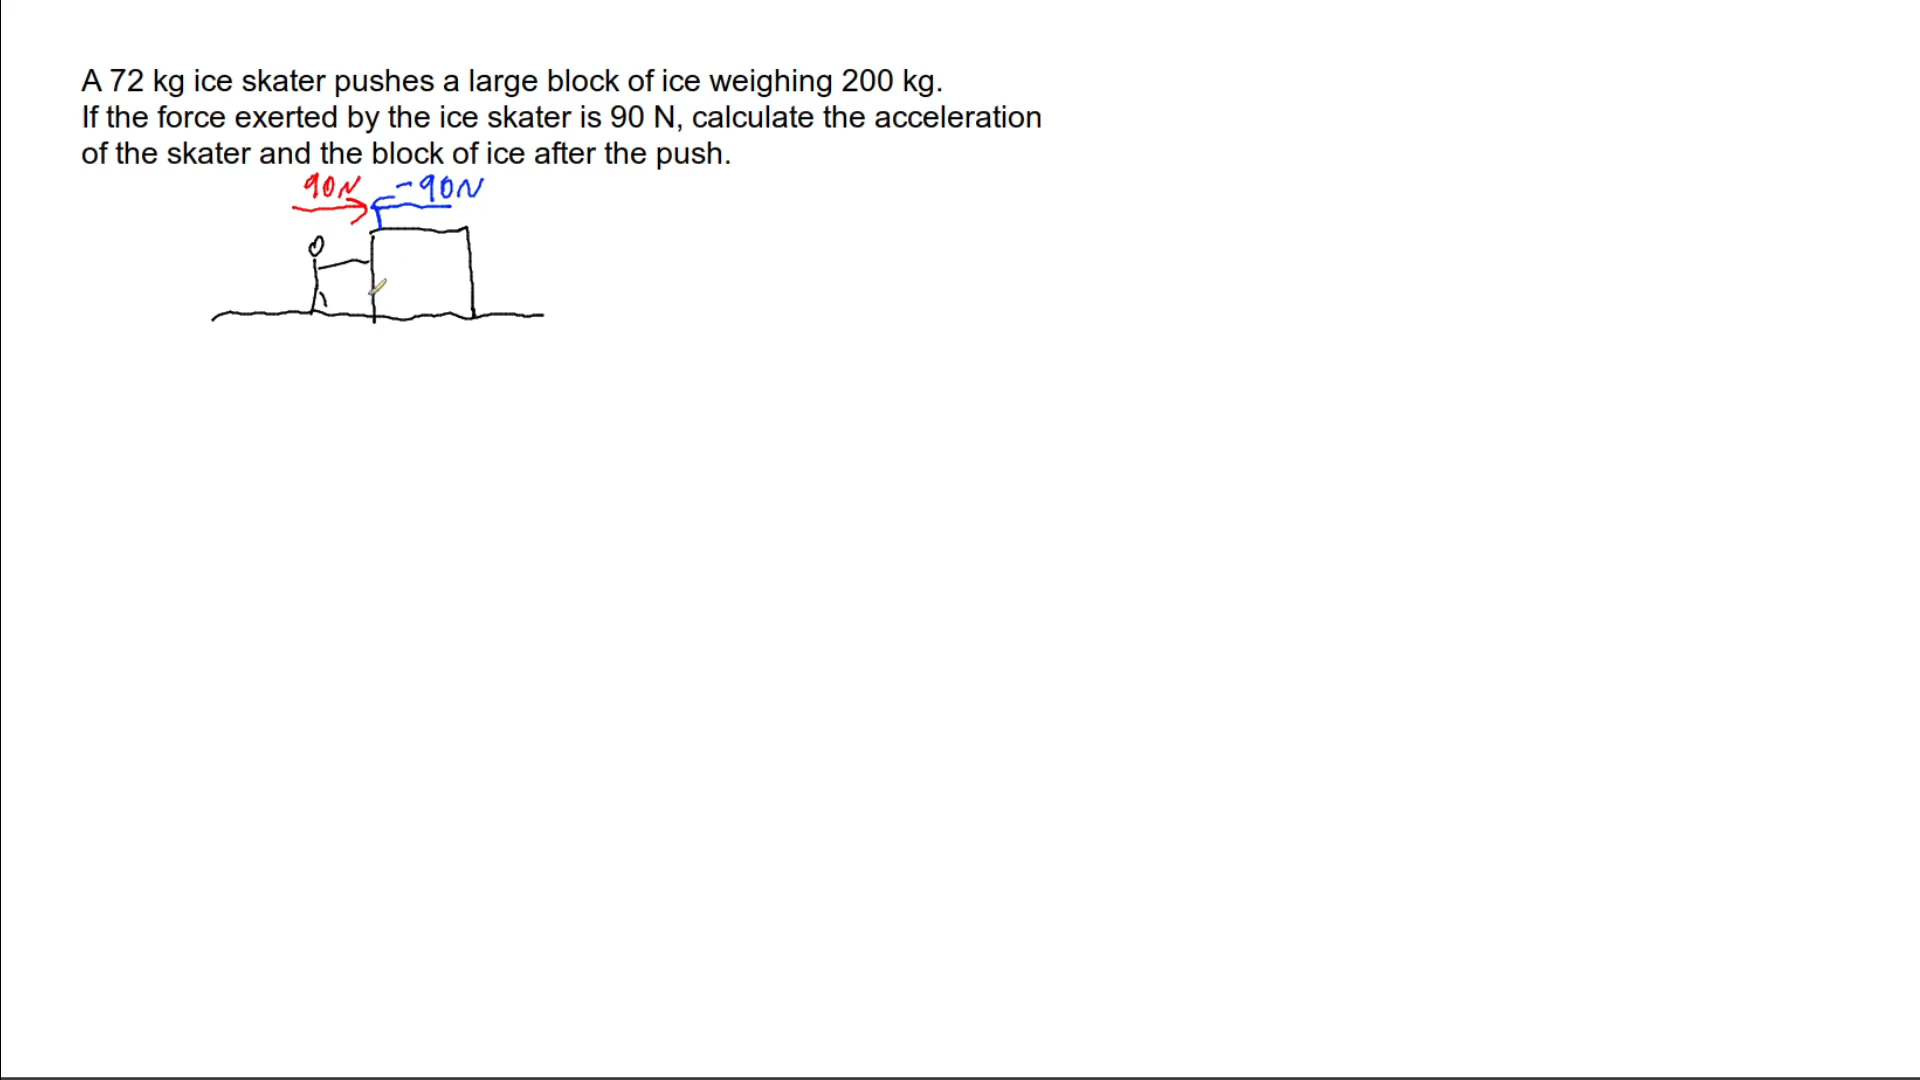 A 72 kg ice skater pushes a large block of ice weighing 200 kg.
If the force exerted by the ice skater is 90 N, calculate the acceleration
of the skater and the block of ice after the push.
90N -90N